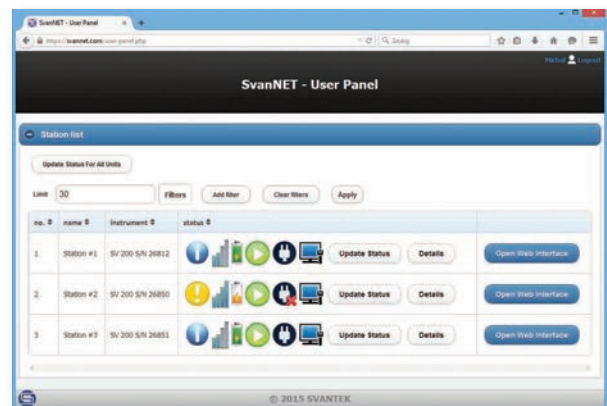 SvanNET - User Panel
https://svannet.com/user-panel.php
Szukaj
Michał Logout
SvanNET - User Panel
Station list
Update Status For All Units
Limit 30 Filters Add filter Clear filters Apply
no. name instrument status
1 Station #1 SV 200 S/N 26812 Update Status Details Open Web Interface
2 Station #2 SV 200 S/N 26850 Update Status Details Open Web Interface
3 Station #3 SV 200 S/N 26851 Update Status Details Open Web Interface
© 2015 SVANTEK